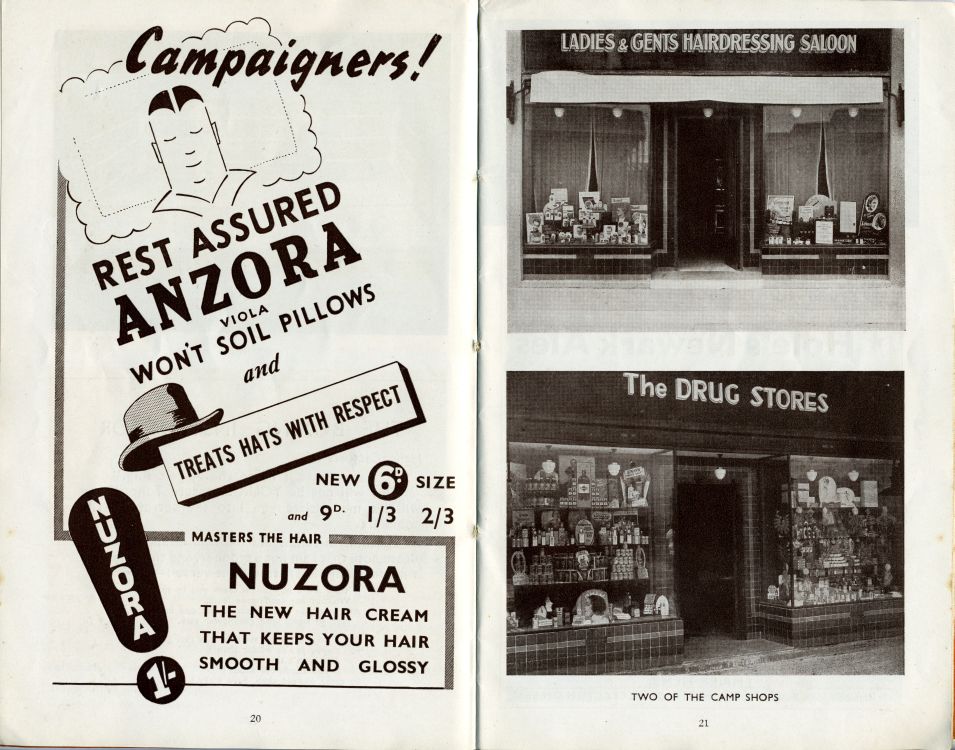 Campaigners!
REST ASSURED
ANZORA
VIOLA
WON'T SOIL PILLOWS
and
TREATS HATS WITH RESPECT
NEW 6D. SIZE
and 9D. 1/3 2/3
MASTERS THE HAIR
NUZORA
NUZORA
THE NEW HAIR CREAM
THAT KEEPS YOUR HAIR
SMOOTH AND GLOSSY
1/-
20
LADIES & GENTS HAIRDRESSING SALOON
The DRUG STORES
TWO OF THE CAMP SHOPS
21